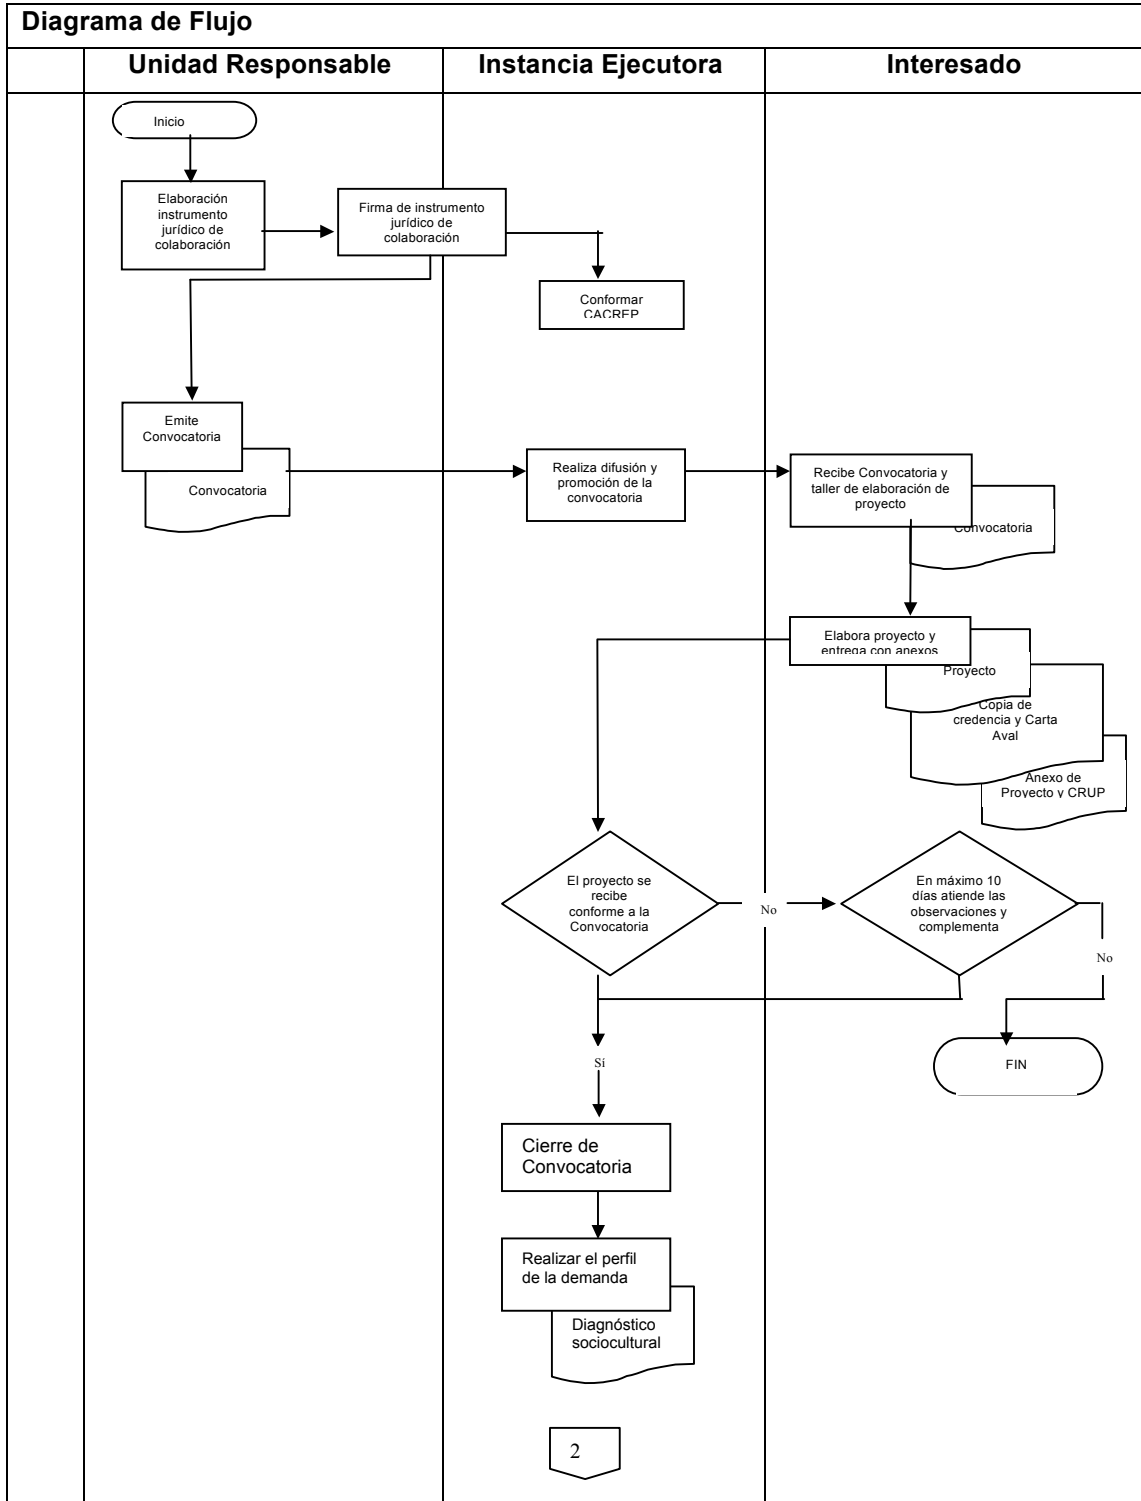 Diagrama de Flujo
Unidad Responsable
Instancia Ejecutora
Interesado
Inicio
Elaboración
instrumento
jurídico de
colaboración
Firma de instrumento
jurídico de
colaboración
Conformar
CACREP
Emite
Convocatoria
Convocatoria
Realiza difusión y
promoción de la
convocatoria
Recibe Convocatoria y
taller de elaboración de
proyecto
Convocatoria
Elabora proyecto y
entrega con anexos
Proyecto
Copia de
credencia y Carta
Aval
Anexo de
Proyecto y CRUP
El proyecto se
recibe
conforme a la
Convocatoria
No
En máximo 10
días atiende las
observaciones y
complementa
No
Sí
FIN
Cierre de
Convocatoria
Realizar el perfil
de la demanda
Diagnóstico
sociocultural
2